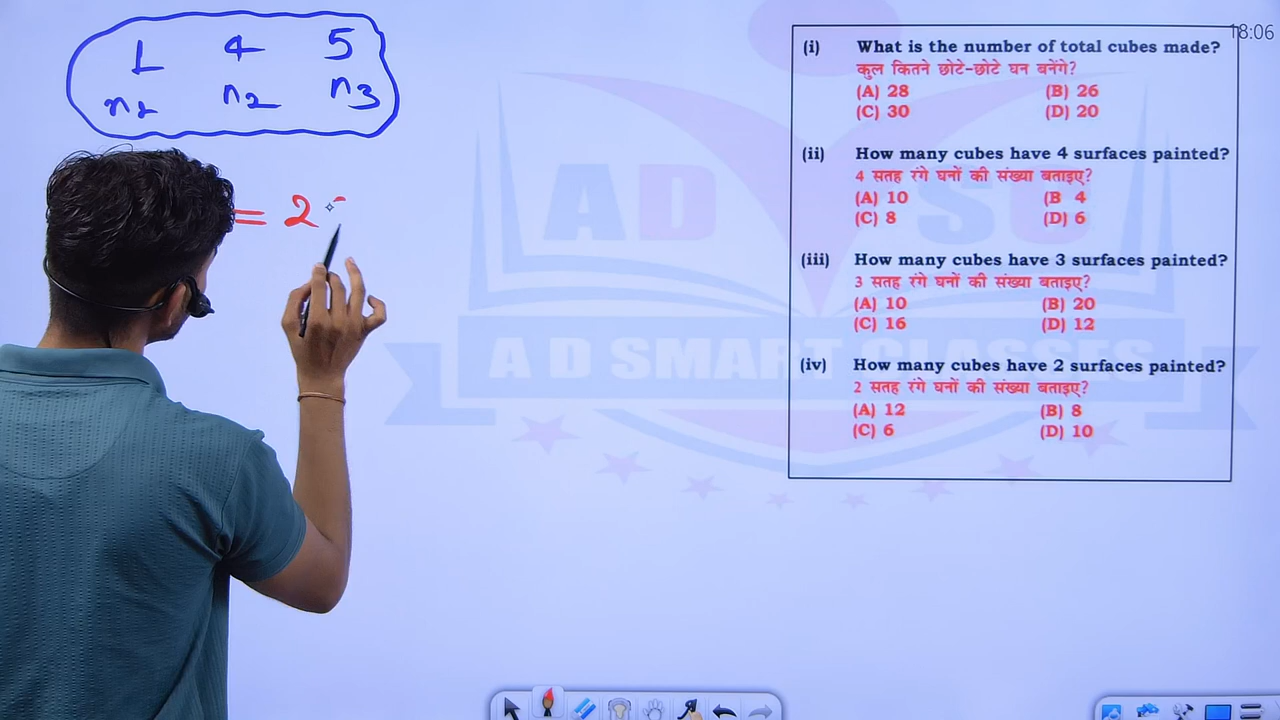 1 4 5
n1 n2 n3
= 2
18:06
(i) What is the number of total cubes made?
कुल कितने छोटे-छोटे घन बनेंगे?
(A) 28 (B) 26
(C) 30 (D) 20
(ii) How many cubes have 4 surfaces painted?
4 सतह रंगे घनों की संख्या बताइए?
(A) 10 (B 4
(C) 8 (D) 6
(iii) How many cubes have 3 surfaces painted?
3 सतह रंगे घनों की संख्या बताइए?
(A) 10 (B) 20
(C) 16 (D) 12
(iv) How many cubes have 2 surfaces painted?
2 सतह रंगे घनों की संख्या बताइए?
(A) 12 (B) 8
(C) 6 (D) 10
A D S C
A D SMART CLASSES